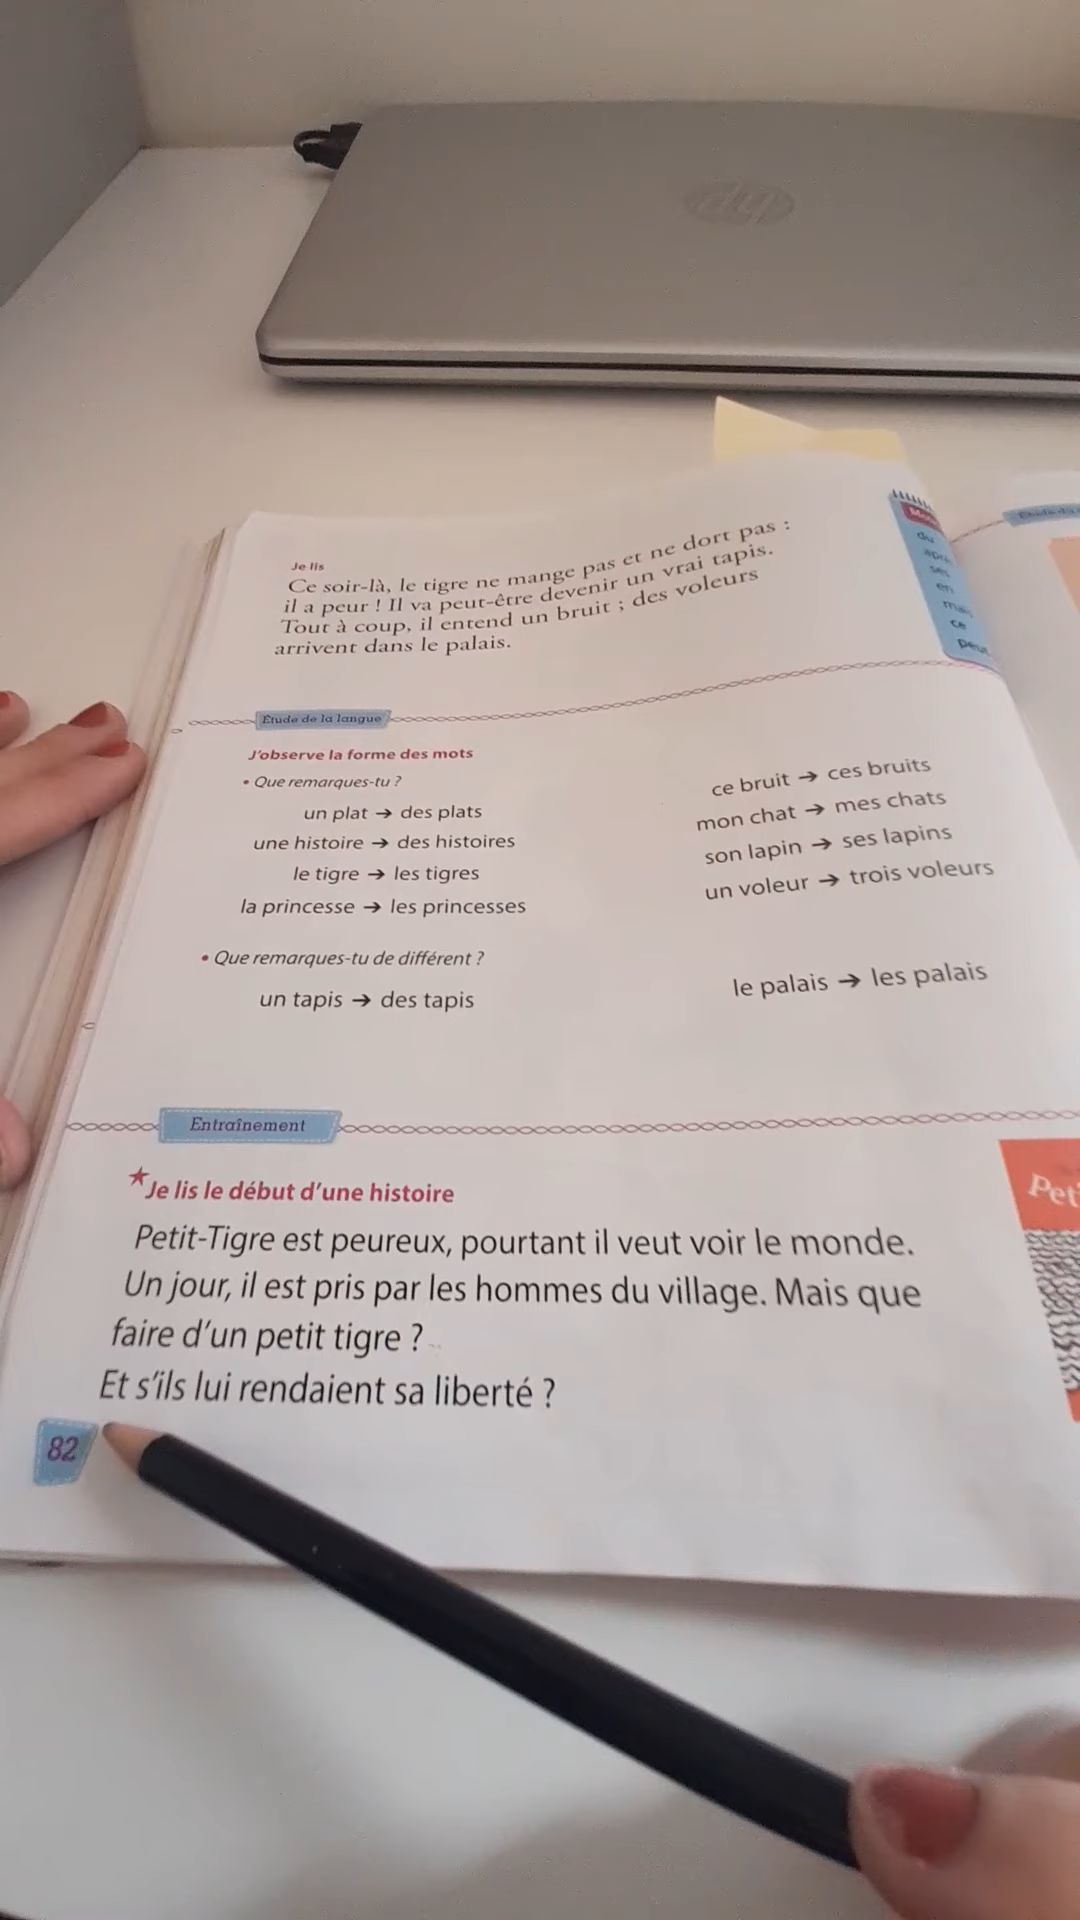 hp
Je lis
Ce soir-là, le tigre ne mange pas et ne dort pas :
il a peur ! Il va peut-être devenir un vrai tapis.
Tout à coup, il entend un bruit ; des voleurs
arrivent dans le palais.
du
ses
en
ce
Étude de la langue
J'observe la forme des mots
• Que remarques-tu ?
un plat → des plats
une histoire → des histoires
le tigre → les tigres
la princesse → les princesses
ce bruit → ces bruits
mon chat → mes chats
son lapin → ses lapins
un voleur → trois voleurs
• Que remarques-tu de différent ?
un tapis → des tapis
le palais → les palais
Entraînement
*Je lis le début d'une histoire
Petit-Tigre est peureux, pourtant il veut voir le monde.
Un jour, il est pris par les hommes du village. Mais que
faire d'un petit tigre ?
Et s'ils lui rendaient sa liberté ?
82
Pet